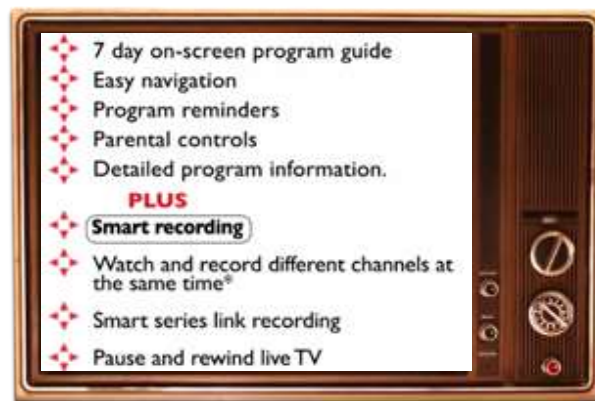 7 day on-screen program guide
Easy navigation
Program reminders
Parental controls
Detailed program information.
PLUS
Smart recording
Watch and record different channels at
the same time*
Smart series link recording
Pause and rewind live TV